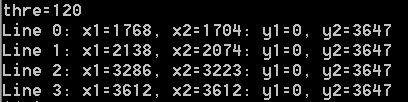 thre=120
Line 0: x1=1768, x2=1704: y1=0, y2=3647
Line 1: x1=2138, x2=2074: y1=0, y2=3647
Line 2: x1=3286, x2=3223: y1=0, y2=3647
Line 3: x1=3612, x2=3612: y1=0, y2=3647